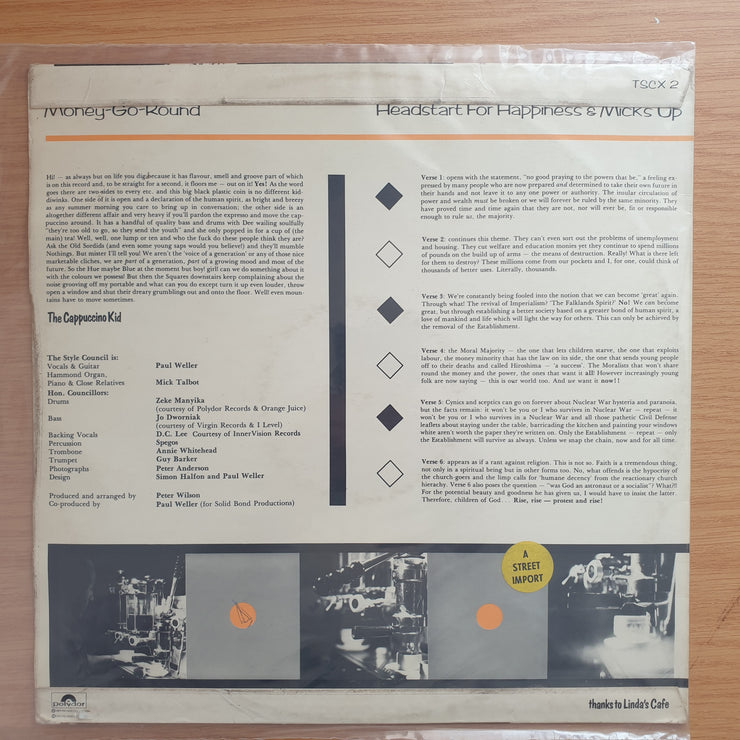 TSCX 2
Money-Go-Round
Headstart For Happiness & Micks Up
Hi! — as always but on life you dig because it has flavour, smell and groove part of which
is on this record and, to be straight for a second, it floors me — out on it! Yes! As the word
goes there are two sides to every etc. and this big black plastic coin is no different kid-
diwinks. One side of it is open and a declaration of the human spirit, as bright and breezy
as any summer morning you care to bring up in conversation; the other side is an
altogether different affair and very heavy if you'll pardon the expresso and move the cap-
puccino around. It is a handful of quality bass and drums with Dee wailing soulfully
"they're too old to go, so they send the youth" and she only popped in for a cup of (the
main) tea! Well, well, one lump or ten and who the fuck do these people think they are?
Ask the Old Seedids (and even some young saps would you believe!) and they'll mumble
Nothings. But mister I'll tell you! We aren't the 'voice of a generation' or any of those nice
marketable cliches, we are part of a generation, part of a growing mood and most of the
future. So the Hue maybe Blue at the moment but boy! girl! can we do something about it
with the colours? But then the Squares downstairs keep complaining about the
noise grooving off my portable and what can you do except turn it up even louder, throw
open a window and shut their dreary grumblings out and onto the floor. Well! even moun-
tains have to move sometimes.
The Cappuccino Kid
The Style Council is:
Vocals & Guitar Paul Weller
Hammond Organ,
Piano & Close Relatives Mick Talbot
Hon. Councillors:
Drums Zeke Manyika
(courtesy of Polydor Records & Orange Juice)
Bass Jo Dworniak
(courtesy of Virgin Records & I Level)
Backing Vocals D.C. Lee Courtesy of InnerVision Records
Percussion Spegos
Trombone Annie Whitehead
Trumpet Guy Barker
Photographs Peter Anderson
Design Simon Halfon and Paul Weller
Produced and arranged by Peter Wilson
Co-produced by Paul Weller (for Solid Bond Productions)
Verse 1: opens with the statement, "no good praying to the powers that be," a feeling ex-
pressed by many people who are now prepared and determined to take their own future in
their hands and not leave it to any one power or authority. The insular circulation of
power and wealth must be broken or we will forever be ruled by the same minority. They
have proved time and time again that they are not, nor will ever be, fit or responsible
enough to rule us, the majority.
Verse 2: continues this theme. They can't even sort out the problems of unemployment
and housing. They cut welfare and education monies yet they continue to spend millions
of pounds on the build up of arms — the means of destruction. Really! What is there left
for them to destroy? These millions come from our pockets and I, for one, could think of
thousands of better uses. Literally, thousands.
Verse 3: We're constantly being fooled into the notion that we can become 'great' again.
Through what! The revival of Imperialism? 'The Falklands Spirit?' No! We can become
great, but through establishing a better society based on a greater bond of human spirit, a
love of mankind and life which will light the way for others. This can only be achieved by
the removal of the Establishment.
Verse 4: the Moral Majority — the one that lets children starve, the one that exploits
labour, the money minority that has the law on its side, the one that sends young people
off to their deaths and called Hiroshima — 'a success'. The Moralists that won't share
round the money and the power, the ones that want it all! However increasingly young
folk are now saying — this is our world too. And we want it now!!
Verse 5: Cynics and sceptics can go on forever about Nuclear War hysteria and paranoia,
but the facts remain: it won't be you or I who survives in Nuclear War — repeat — it
won't be you or I who survives in a Nuclear War and all those pathetic Civil Defense
leaflets about staying under the table, barricading the kitchen and painting your windows
white aren't worth the paper they're written on. Only the Establishment — repeat — only
the Establishment will survive as always. Unless we snap the chain, now and for all time.
Verse 6: appears as if a rant against religion. This is not so. Faith is a tremendous thing,
not only in a spiritual being but in other forms too. No, what offends is the hypocrisy of
the church-goers and the limp calls for 'humane decency' from the reactionary church
hierachy. Verse 6 also poses the question — "was God an astronaut or a socialist"? What?!
For the potential beauty and goodness he has given us, I would have to insist the latter.
Therefore, children of God . . . Rise, rise — protest and rise!
A
STREET
IMPORT
polydor
thanks to Linda's Cafe